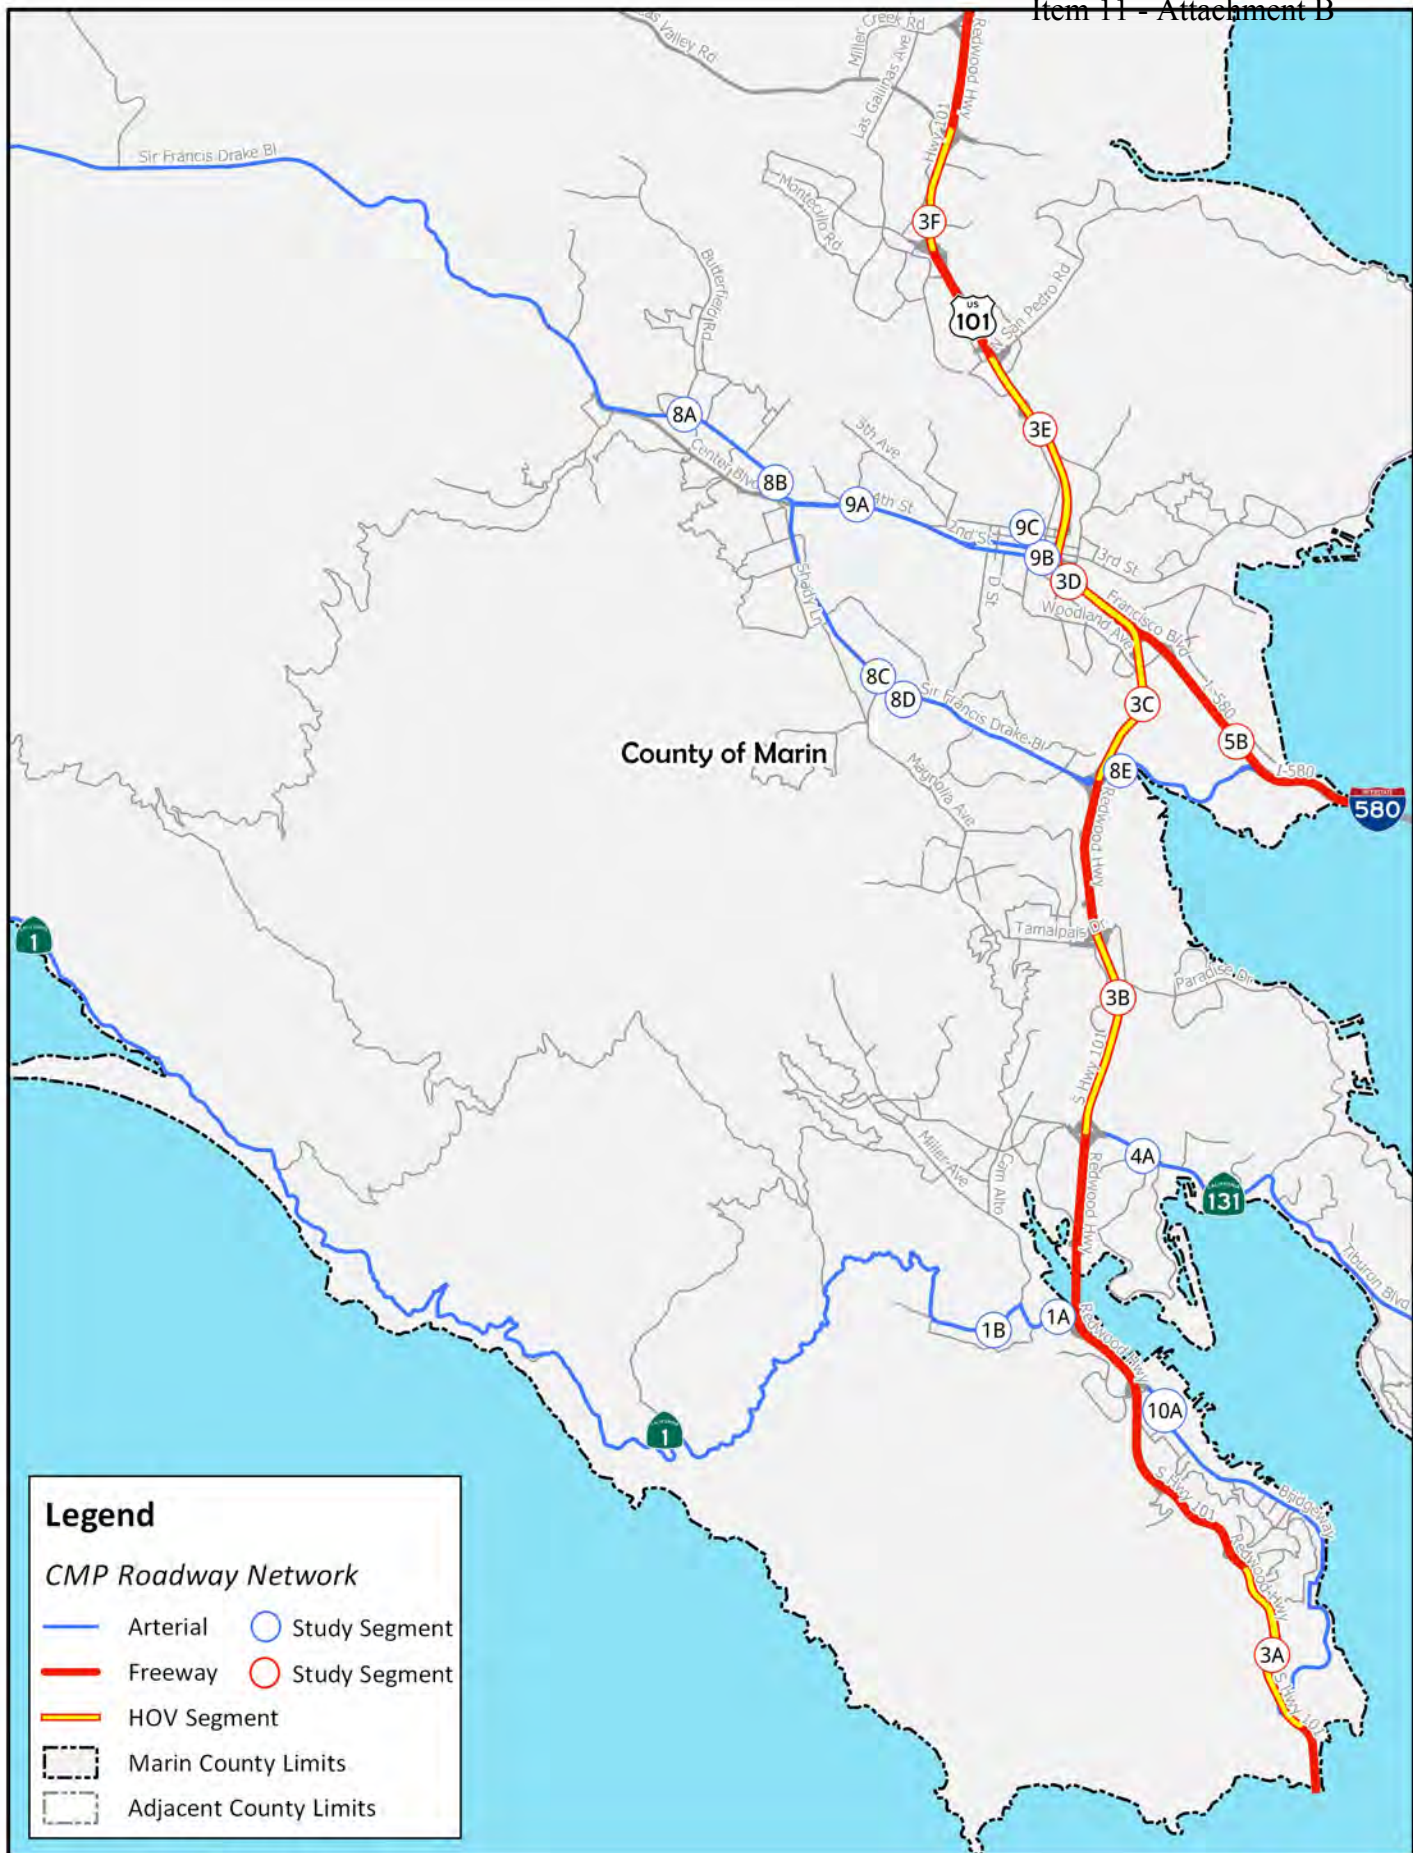 Item 11 - Attachment B
Valley Rd
Miller Creek Rd
Las Gallinas Ave
Redwood Hwy
Hwy 101
Sir Francis Drake Bl
Montecillo Rd
3F
Butterfield Rd
US
101
N San Pedro Rd
8A
3E
5th Ave
Center Blvd
8B
9A
4th St
9C
2nd St
9B
3rd St
3D
D St
Francisco Blvd
Woodland Ave
Shady Ln
8C
8D
Sir Francis Drake Bl
3C
I-580
5B
County of Marin
8E
I-580
580
Magnolia Ave
Redwood Hwy
1
Tamalpais Dr
Paradise Dr
3B
S Hwy 101
Miller Ave
Cam Alto
4A
Redwood Hwy
CALIFORNIA
131
Tiburon Blvd
1B
1A
Redwood Hwy
10A
1
S Hwy 101
Bridgeway
Redwood Hwy
3A
S Hwy 101
Legend
CMP Roadway Network
Arterial Study Segment
Freeway Study Segment
HOV Segment
Marin County Limits
Adjacent County Limits